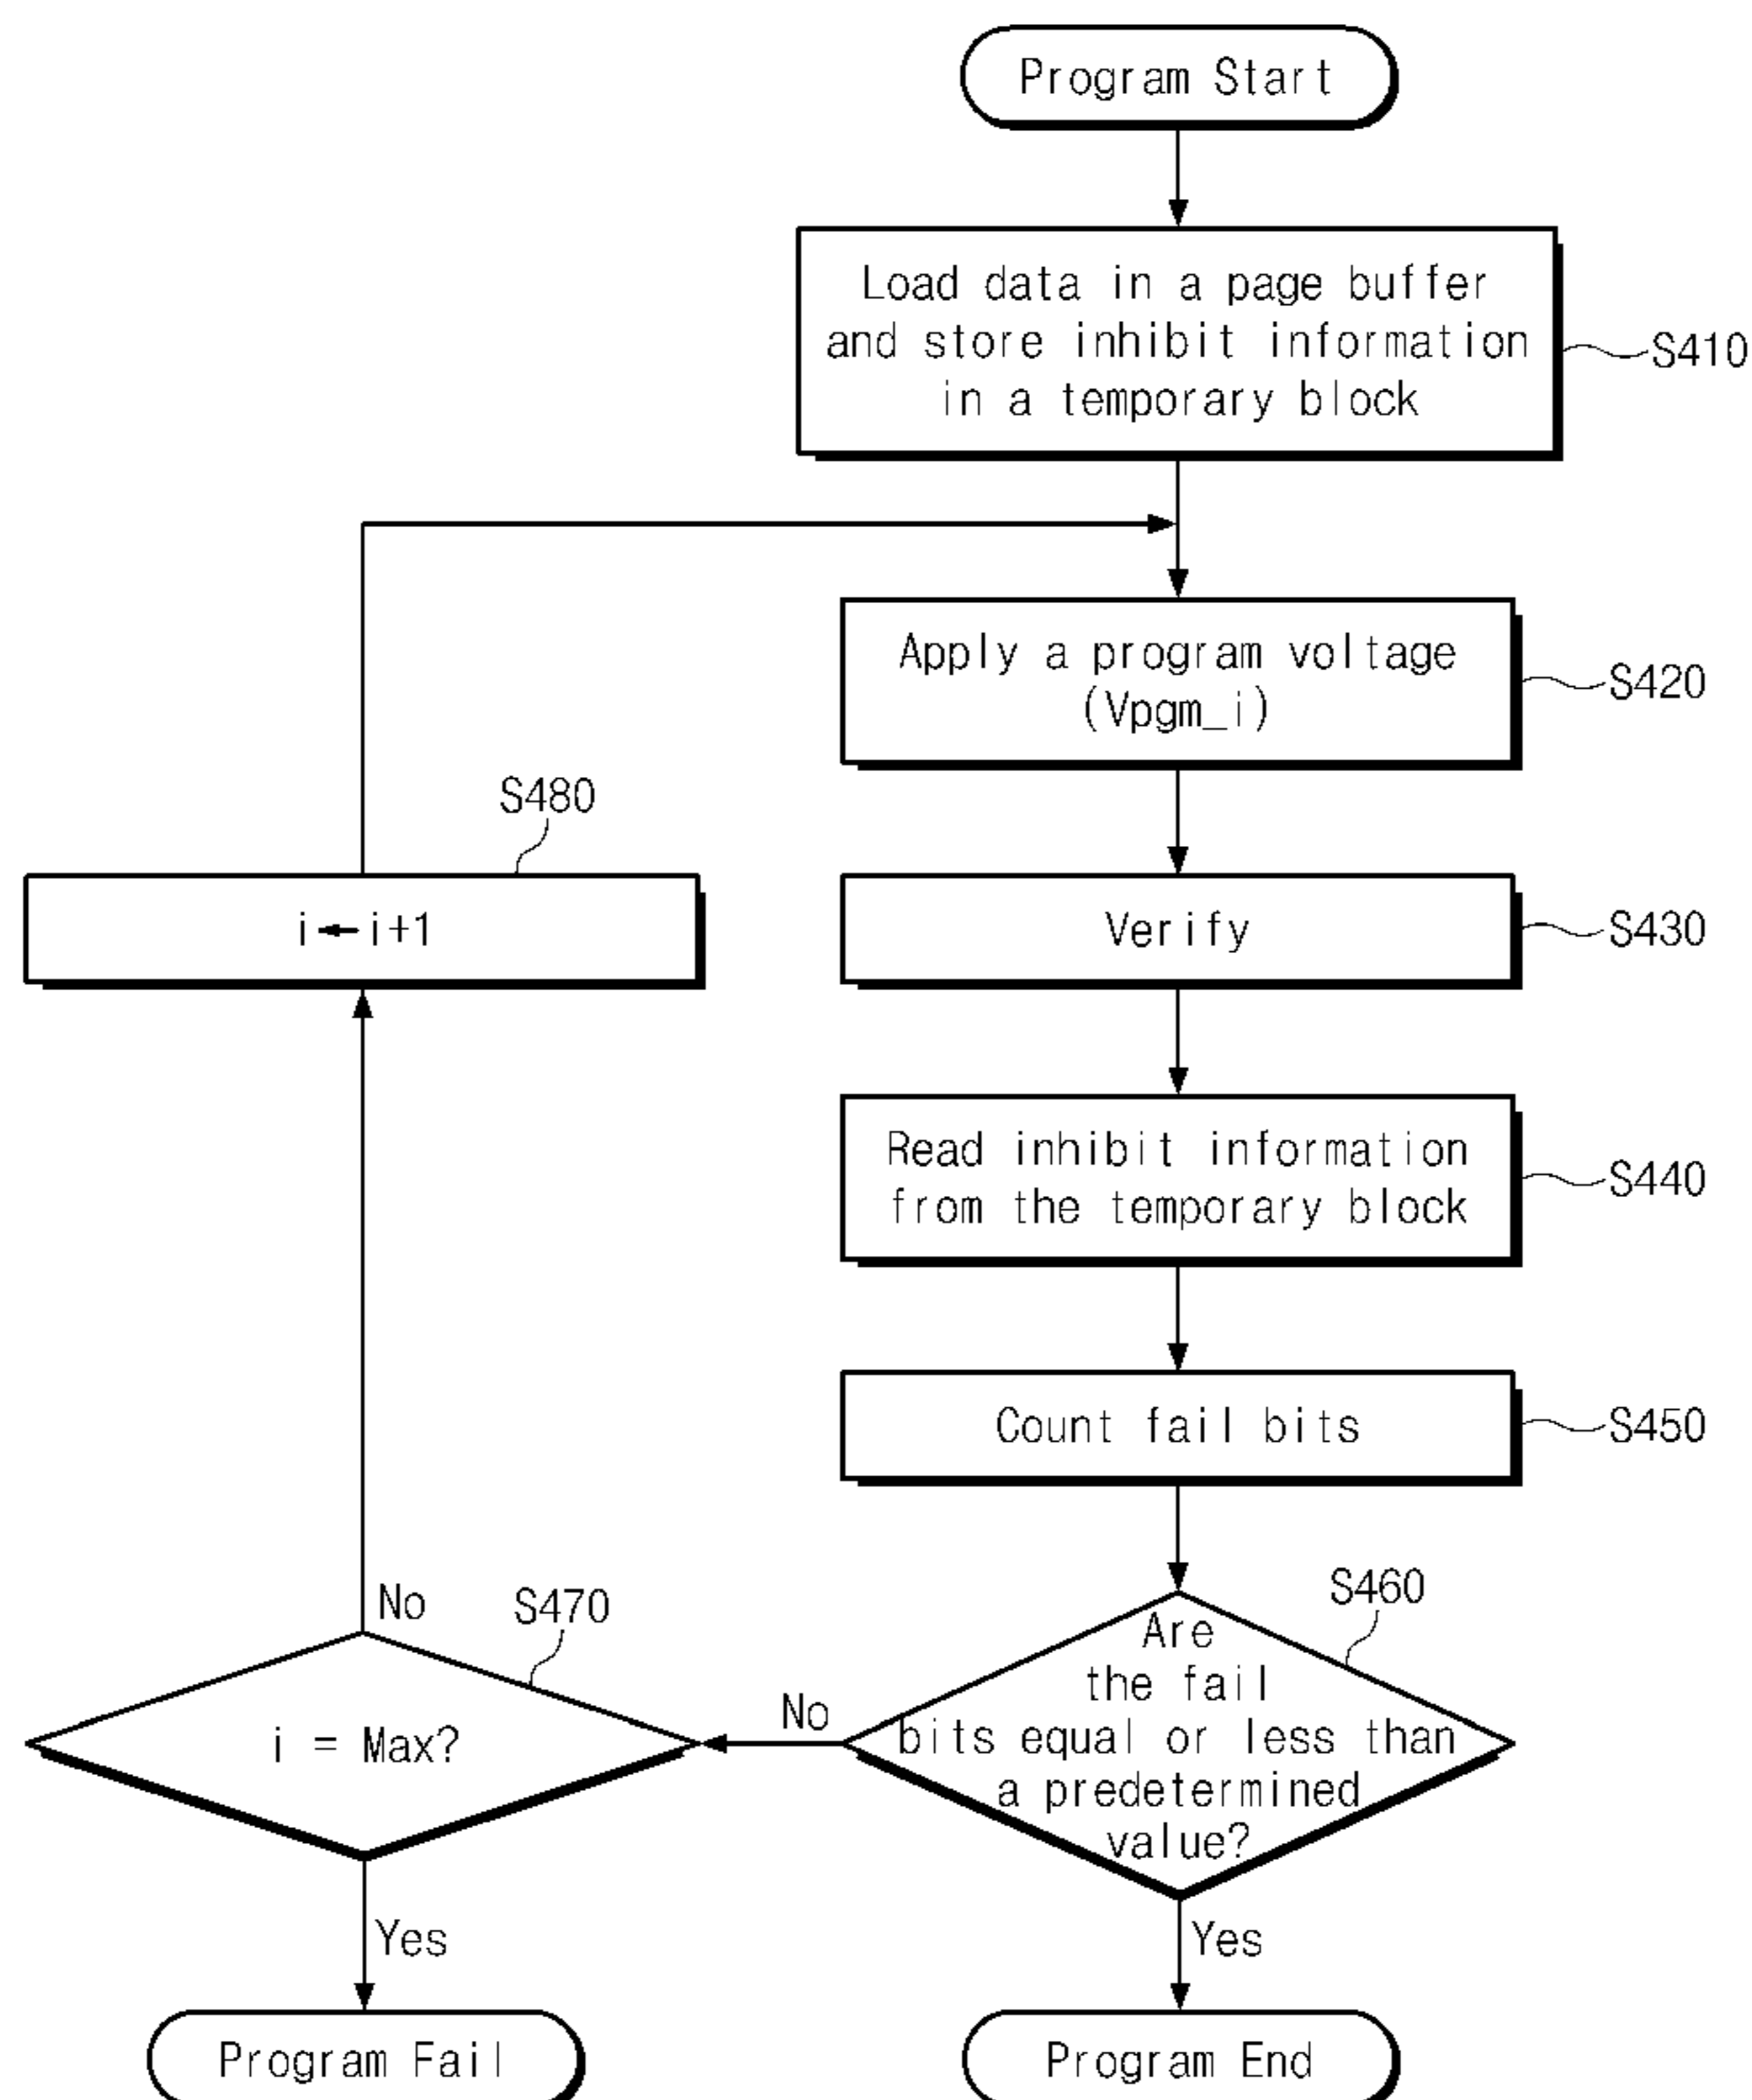 Program Start
Load data in a page buffer
and store inhibit information
in a temporary block
S410
Apply a program voltage
(Vpgm_i)
S420
S480
i←i+1
Verify
S430
Read inhibit information
from the temporary block
S440
Count fail bits
S450
No
S470
S460
Are
the fail
bits equal or less than
a predetermined
value?
No
i = Max?
Yes
Yes
Program Fail
Program End